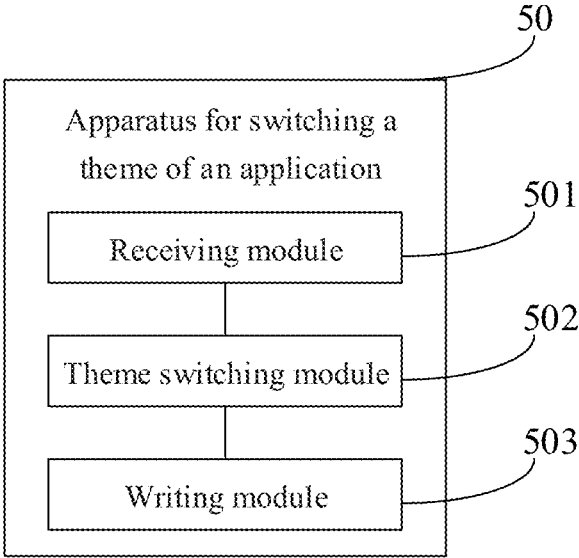 50
Apparatus for switching a
theme of an application
501
Receiving module
502
Theme switching module
503
Writing module